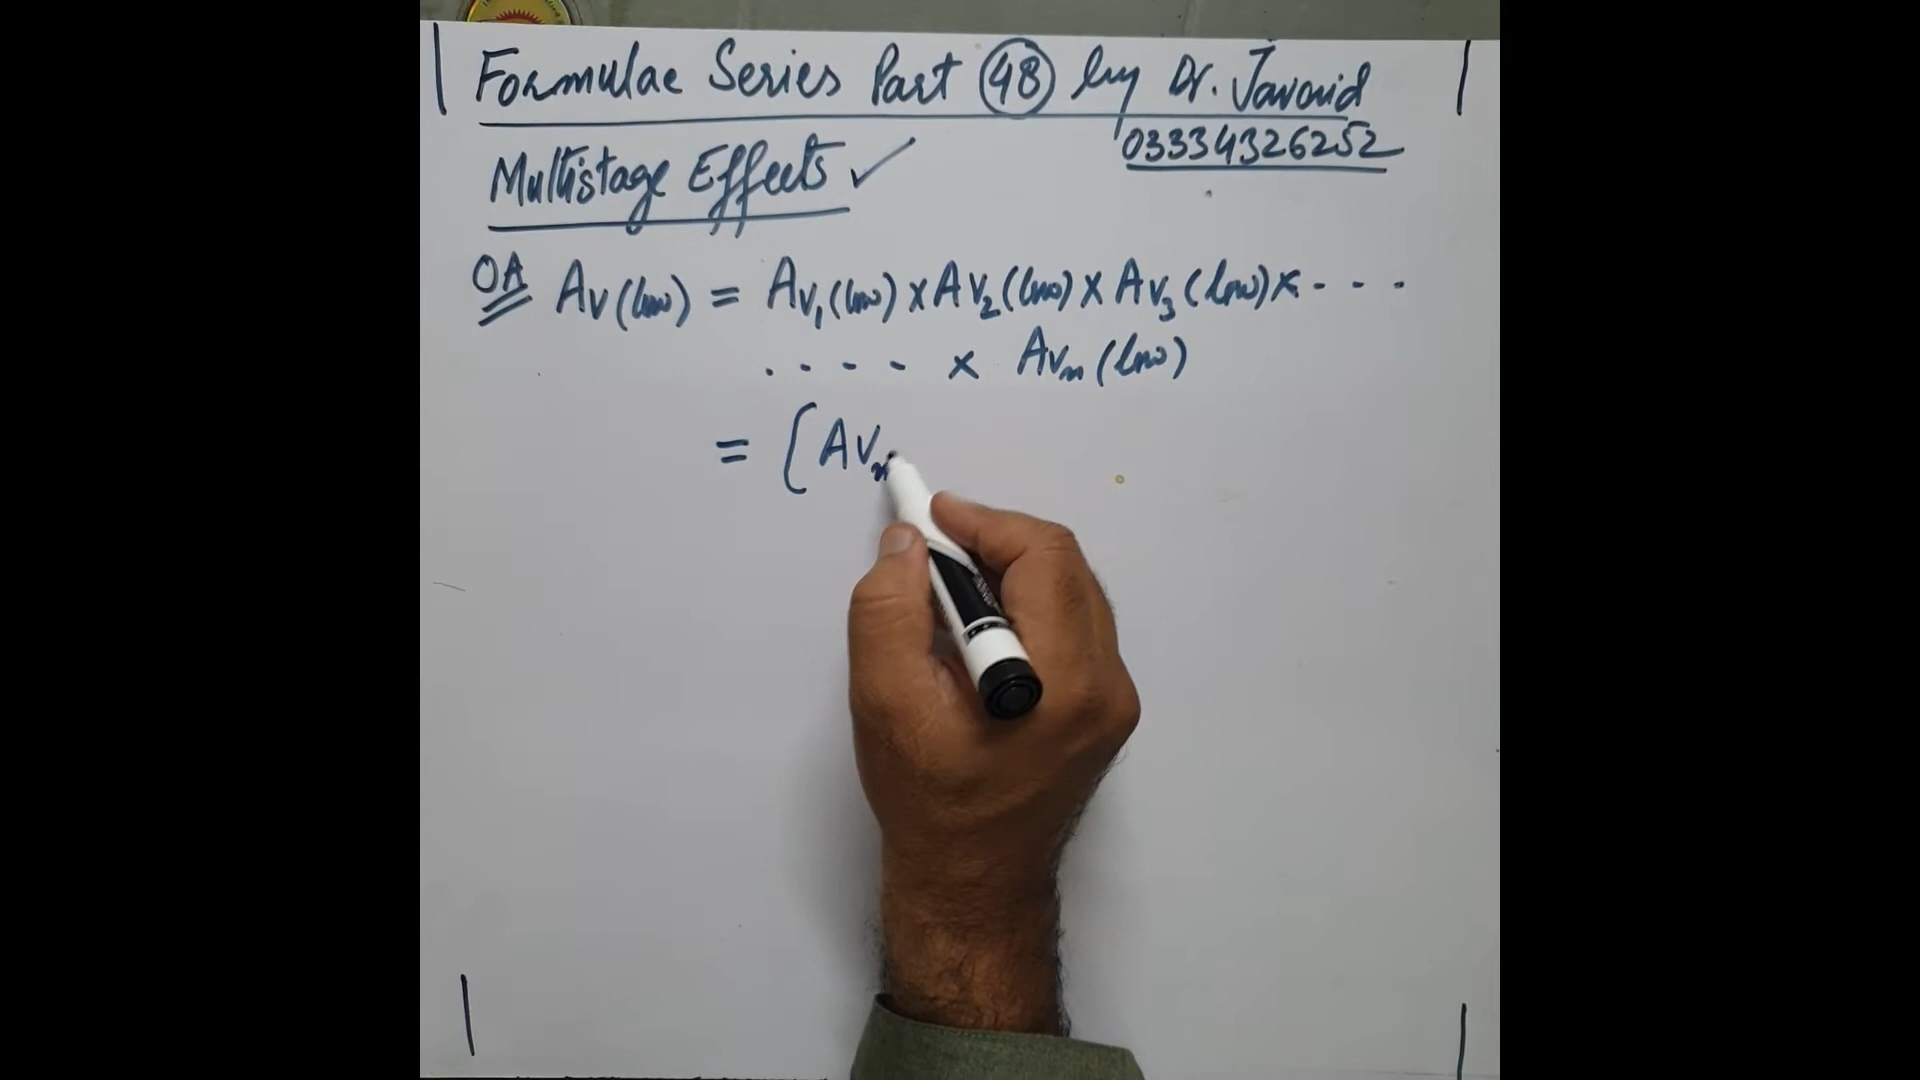 Formulae Series Part 48 by Dr. Javaid
03334326252
Multistage Effects ✓
OA Av(low) = Av1(low) x Av2(low) x Av3(low) x - - -
. - - - x Avn(low)
= [Avn